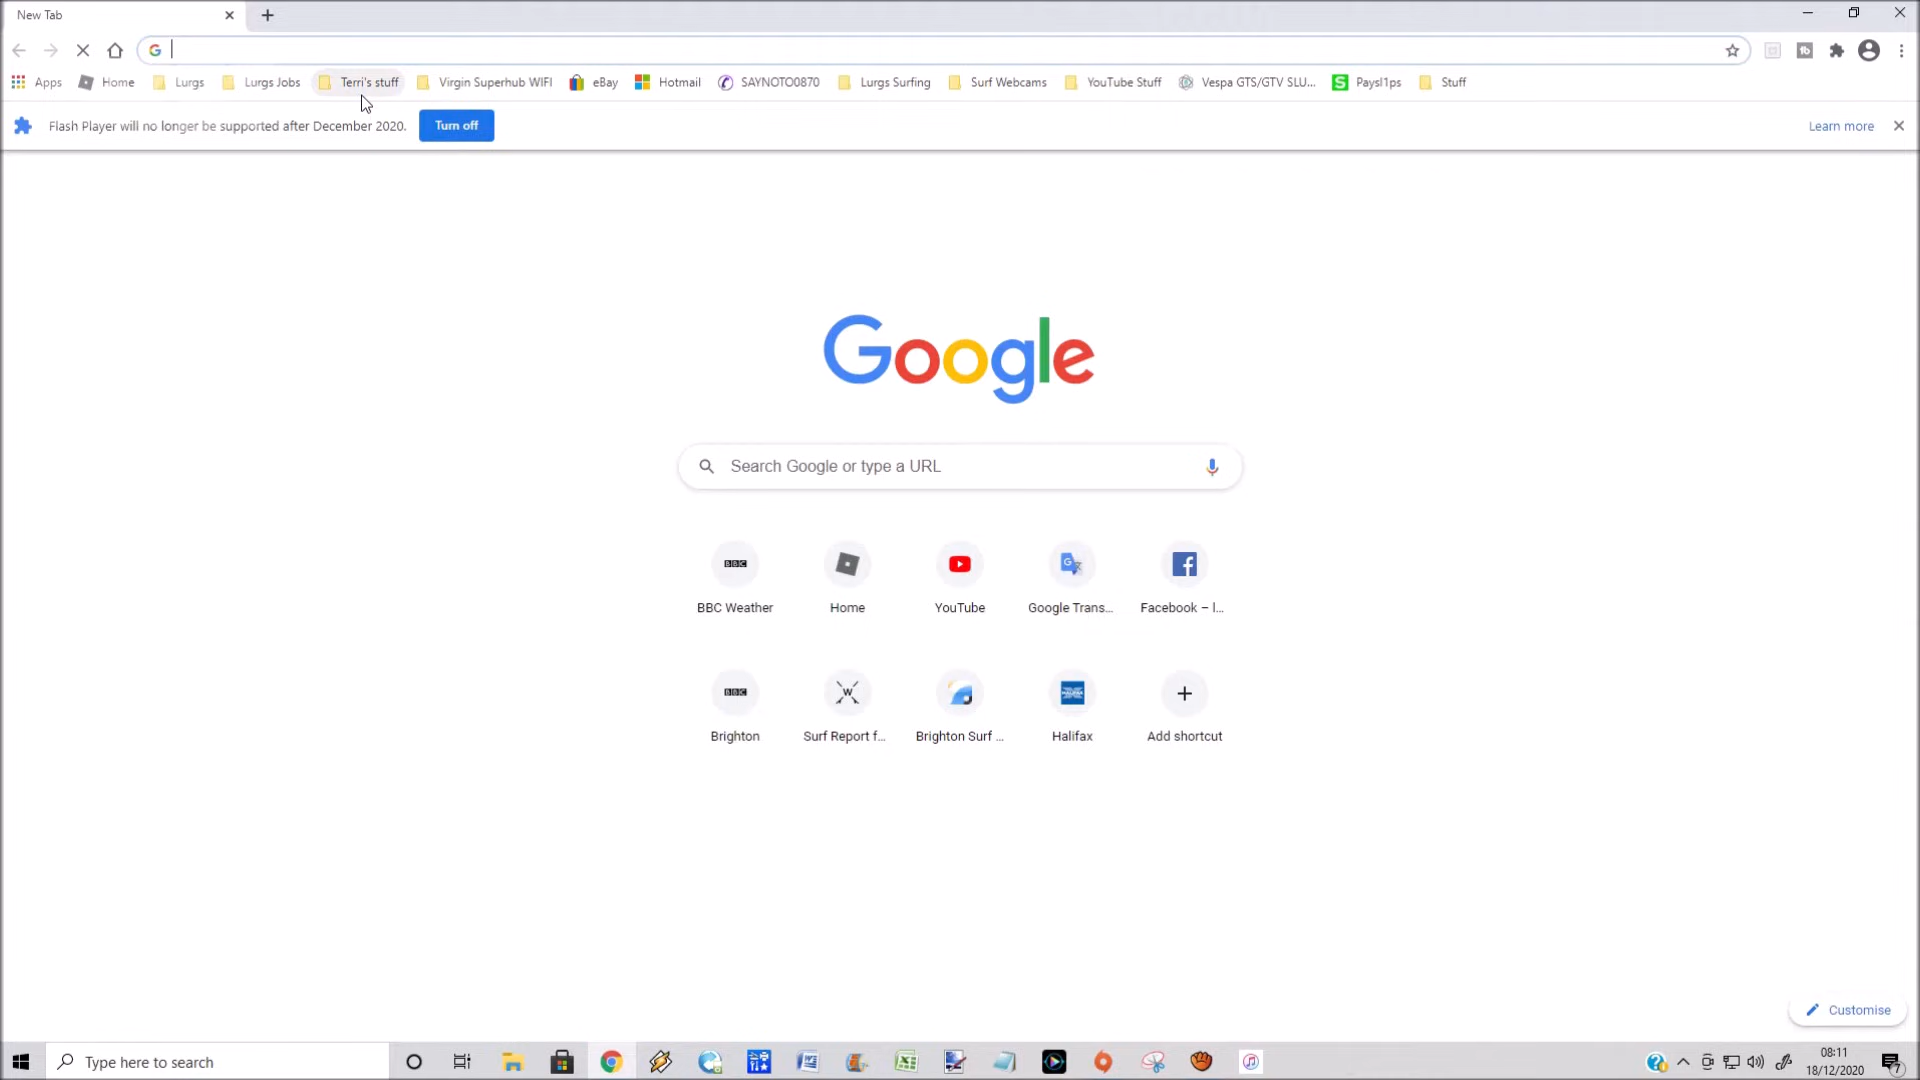 New Tab
Apps Home Lurgs Lurgs Jobs Terri's stuff Virgin Superhub WIFI eBay Hotmail SAYNOTO0870 Lurgs Surfing Surf Webcams YouTube Stuff Vespa GTS/GTV SLU... Paysl1ps Stuff
Flash Player will no longer be supported after December 2020. Turn off Learn more
Google
Search Google or type a URL
BBC Weather Home YouTube Google Trans... Facebook – l...
Brighton Surf Report f... Brighton Surf ... Halifax Add shortcut
Customise
Type here to search
08:11
18/12/2020
7